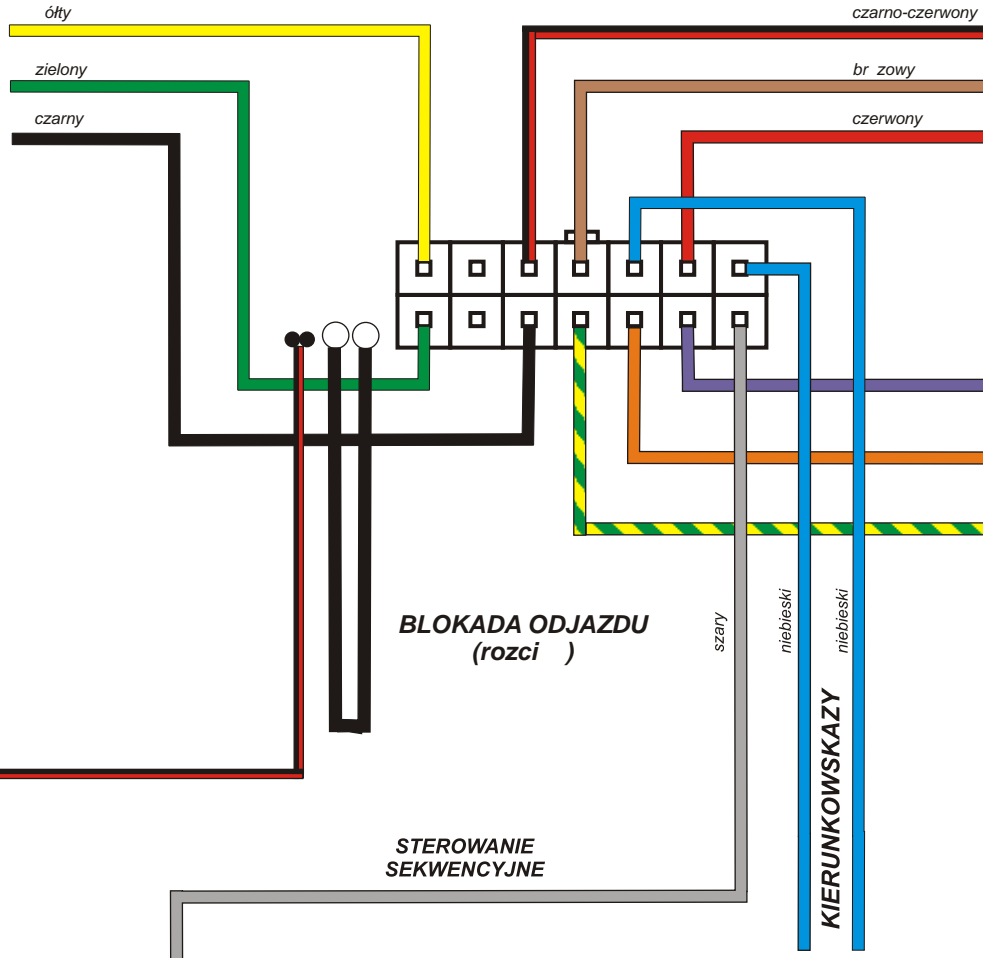 ółty
czarno-czerwony
zielony
br zowy
czarny
czerwony
BLOKADA ODJAZDU
(rozci )
szary
niebieski
niebieski
KIERUNKOWSKAZY
STEROWANIE
SEKWENCYJNE